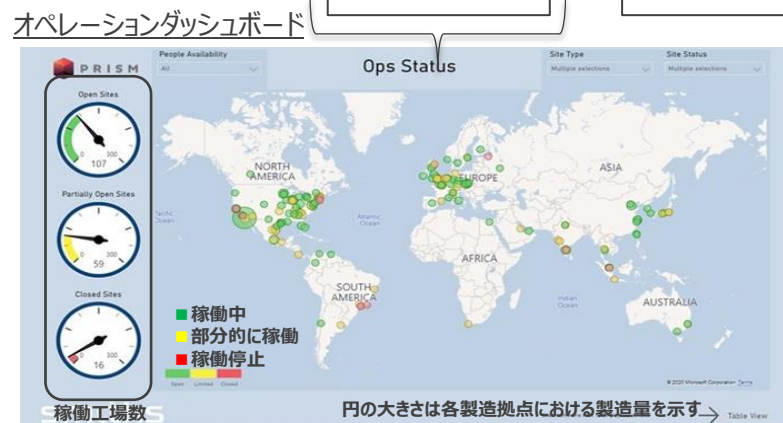 オペレーションダッシュボード
PRISM
People Availability
All
Ops Status
Site Type
Multiple selections
Site Status
Multiple selections
Open Sites
0
300
107
Partially Open Sites
0
300
59
Closed Sites
0
300
16
NORTH
AMERICA
EUROPE
ASIA
Pacific
Ocean
Atlantic
Ocean
AFRICA
SOUTH
AMERICA
Indian
Ocean
AUSTRALIA
■稼働中
■部分的に稼働
■稼働停止
Open
Limited
Closed
© 2020 Microsoft Corporation Terms
稼働工場数
円の大きさは各製造拠点における製造量を示す
Table View